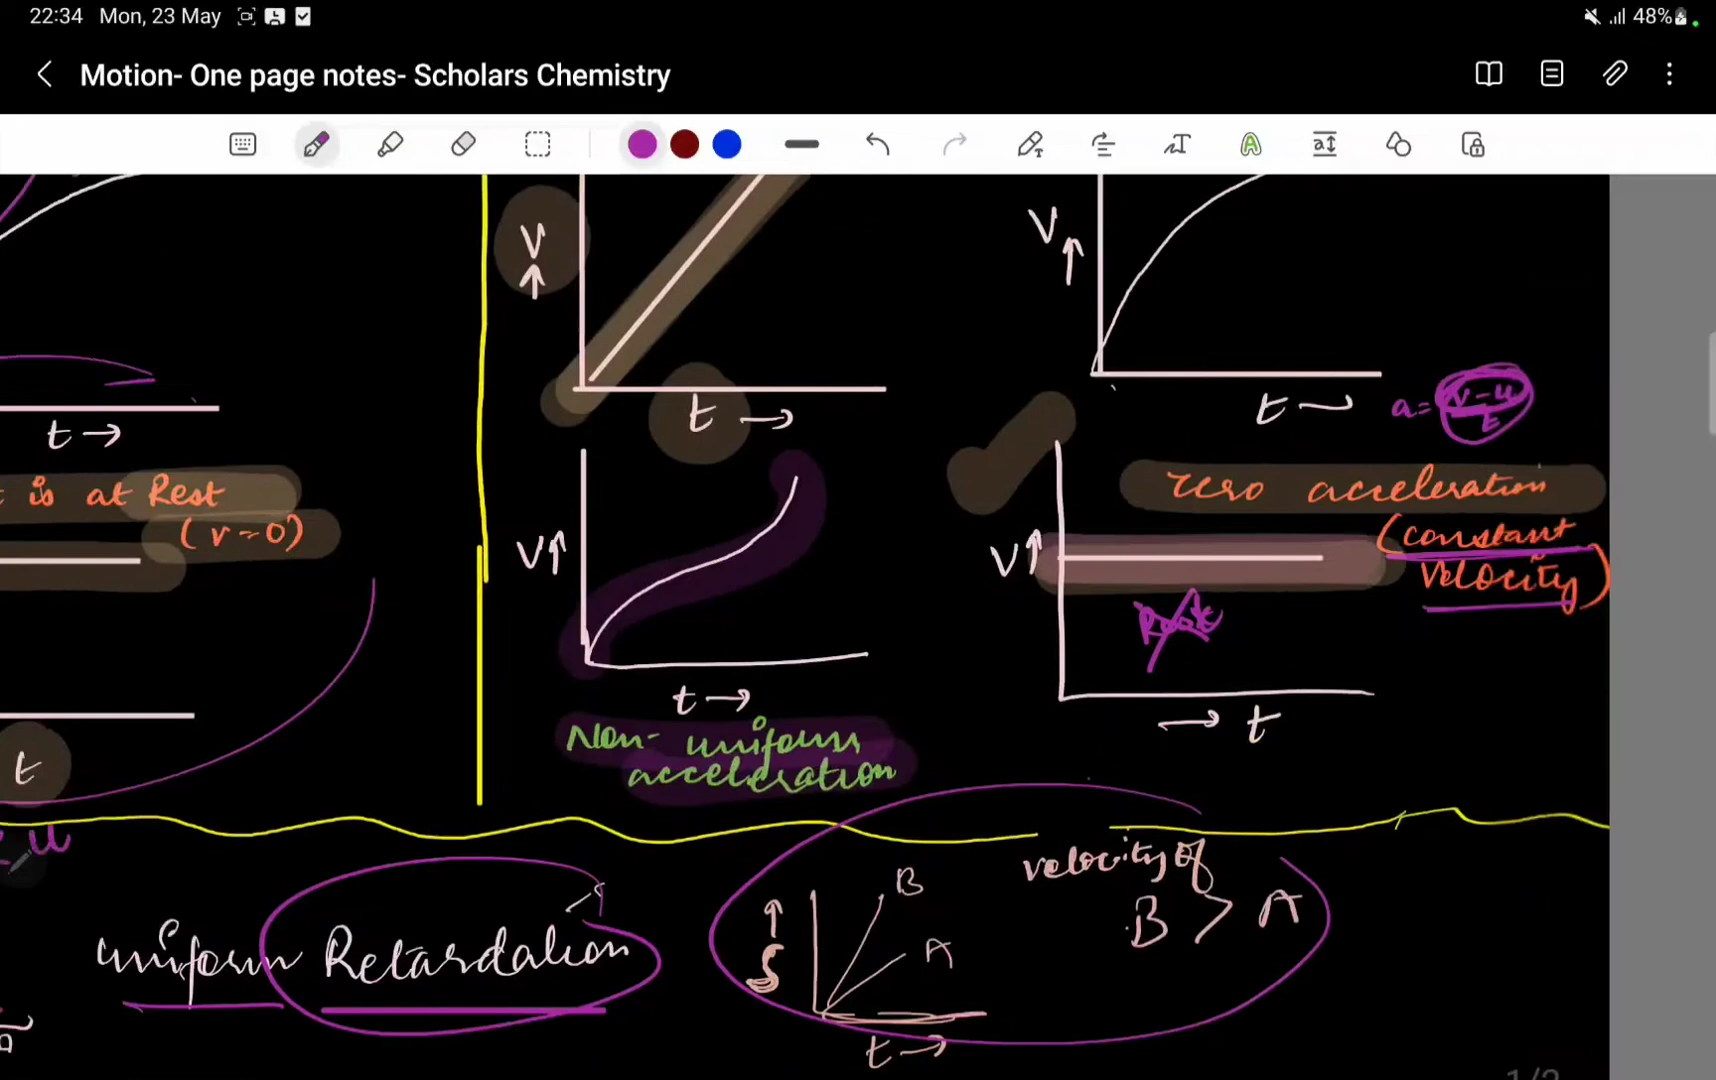 22:34 Mon, 23 May
48%
Motion- One page notes- Scholars Chemistry
V
t →
V
t
a = v-u
t
t →
is at Rest
(v=0)
V
t →
Non- uniform
acceleration
zero acceleration
(constant
velocity)
V
Rest
→ t
t
u
uniform Retardation
B
A
S
t →
velocity of
B > A